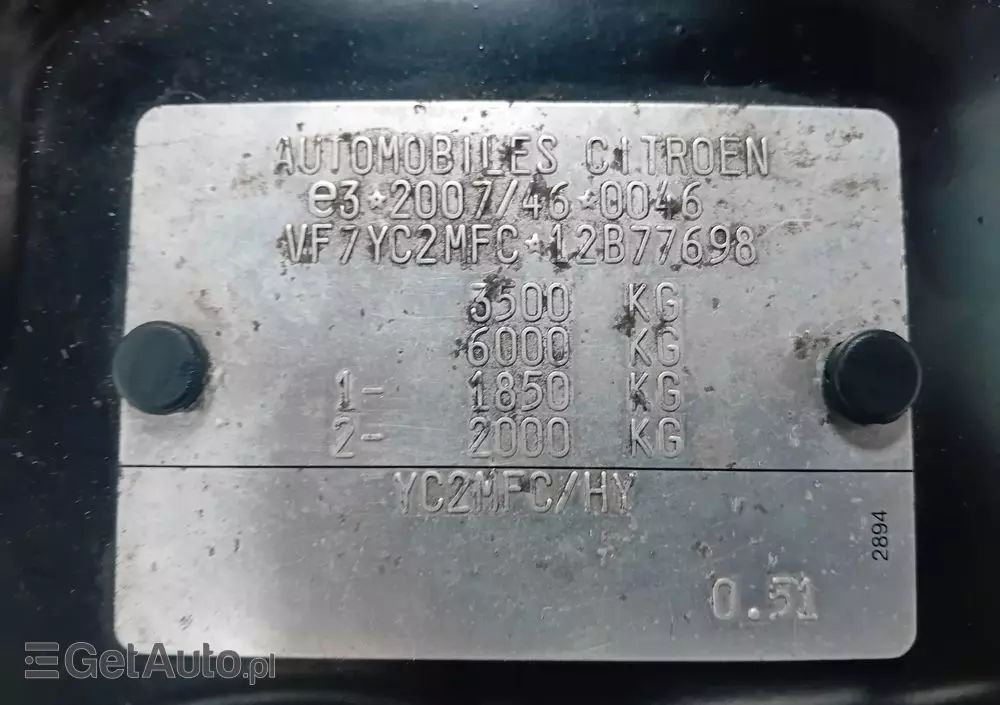 AUTOMOBILES CITROEN
e3*2007/46*0046
VF7YC2MFC*12B77698
3500 KG
6000 KG
1- 1850 KG
2- 2000 KG
YC2MFC/HY
2894
0.51
GetAuto.pl